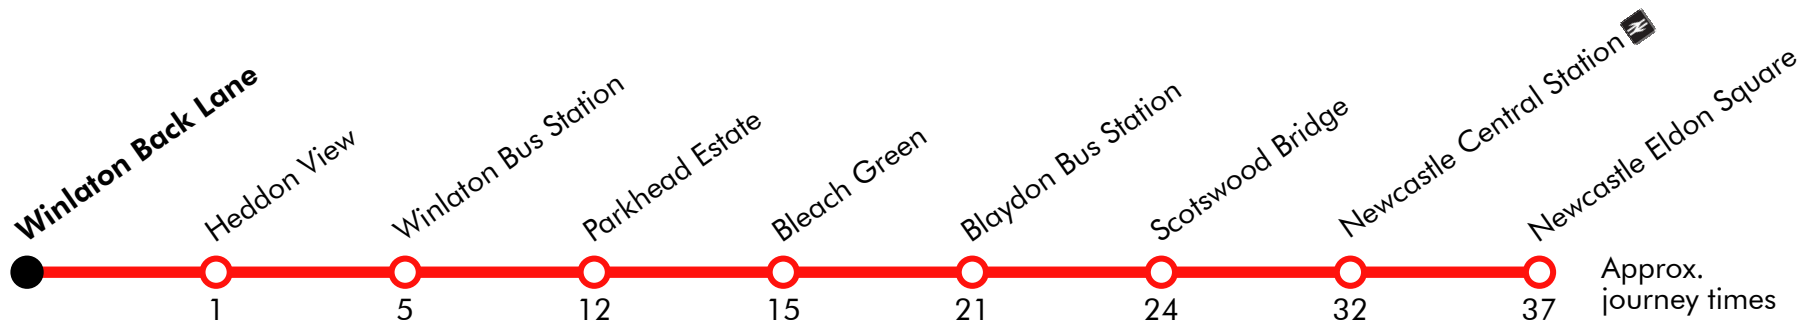 Winlaton Back Lane
Heddon View
Winlaton Bus Station
Parkhead Estate
Bleach Green
Blaydon Bus Station
Scotswood Bridge
Newcastle Central Station
Newcastle Eldon Square
1
5
12
15
21
24
32
37
Approx.
journey times